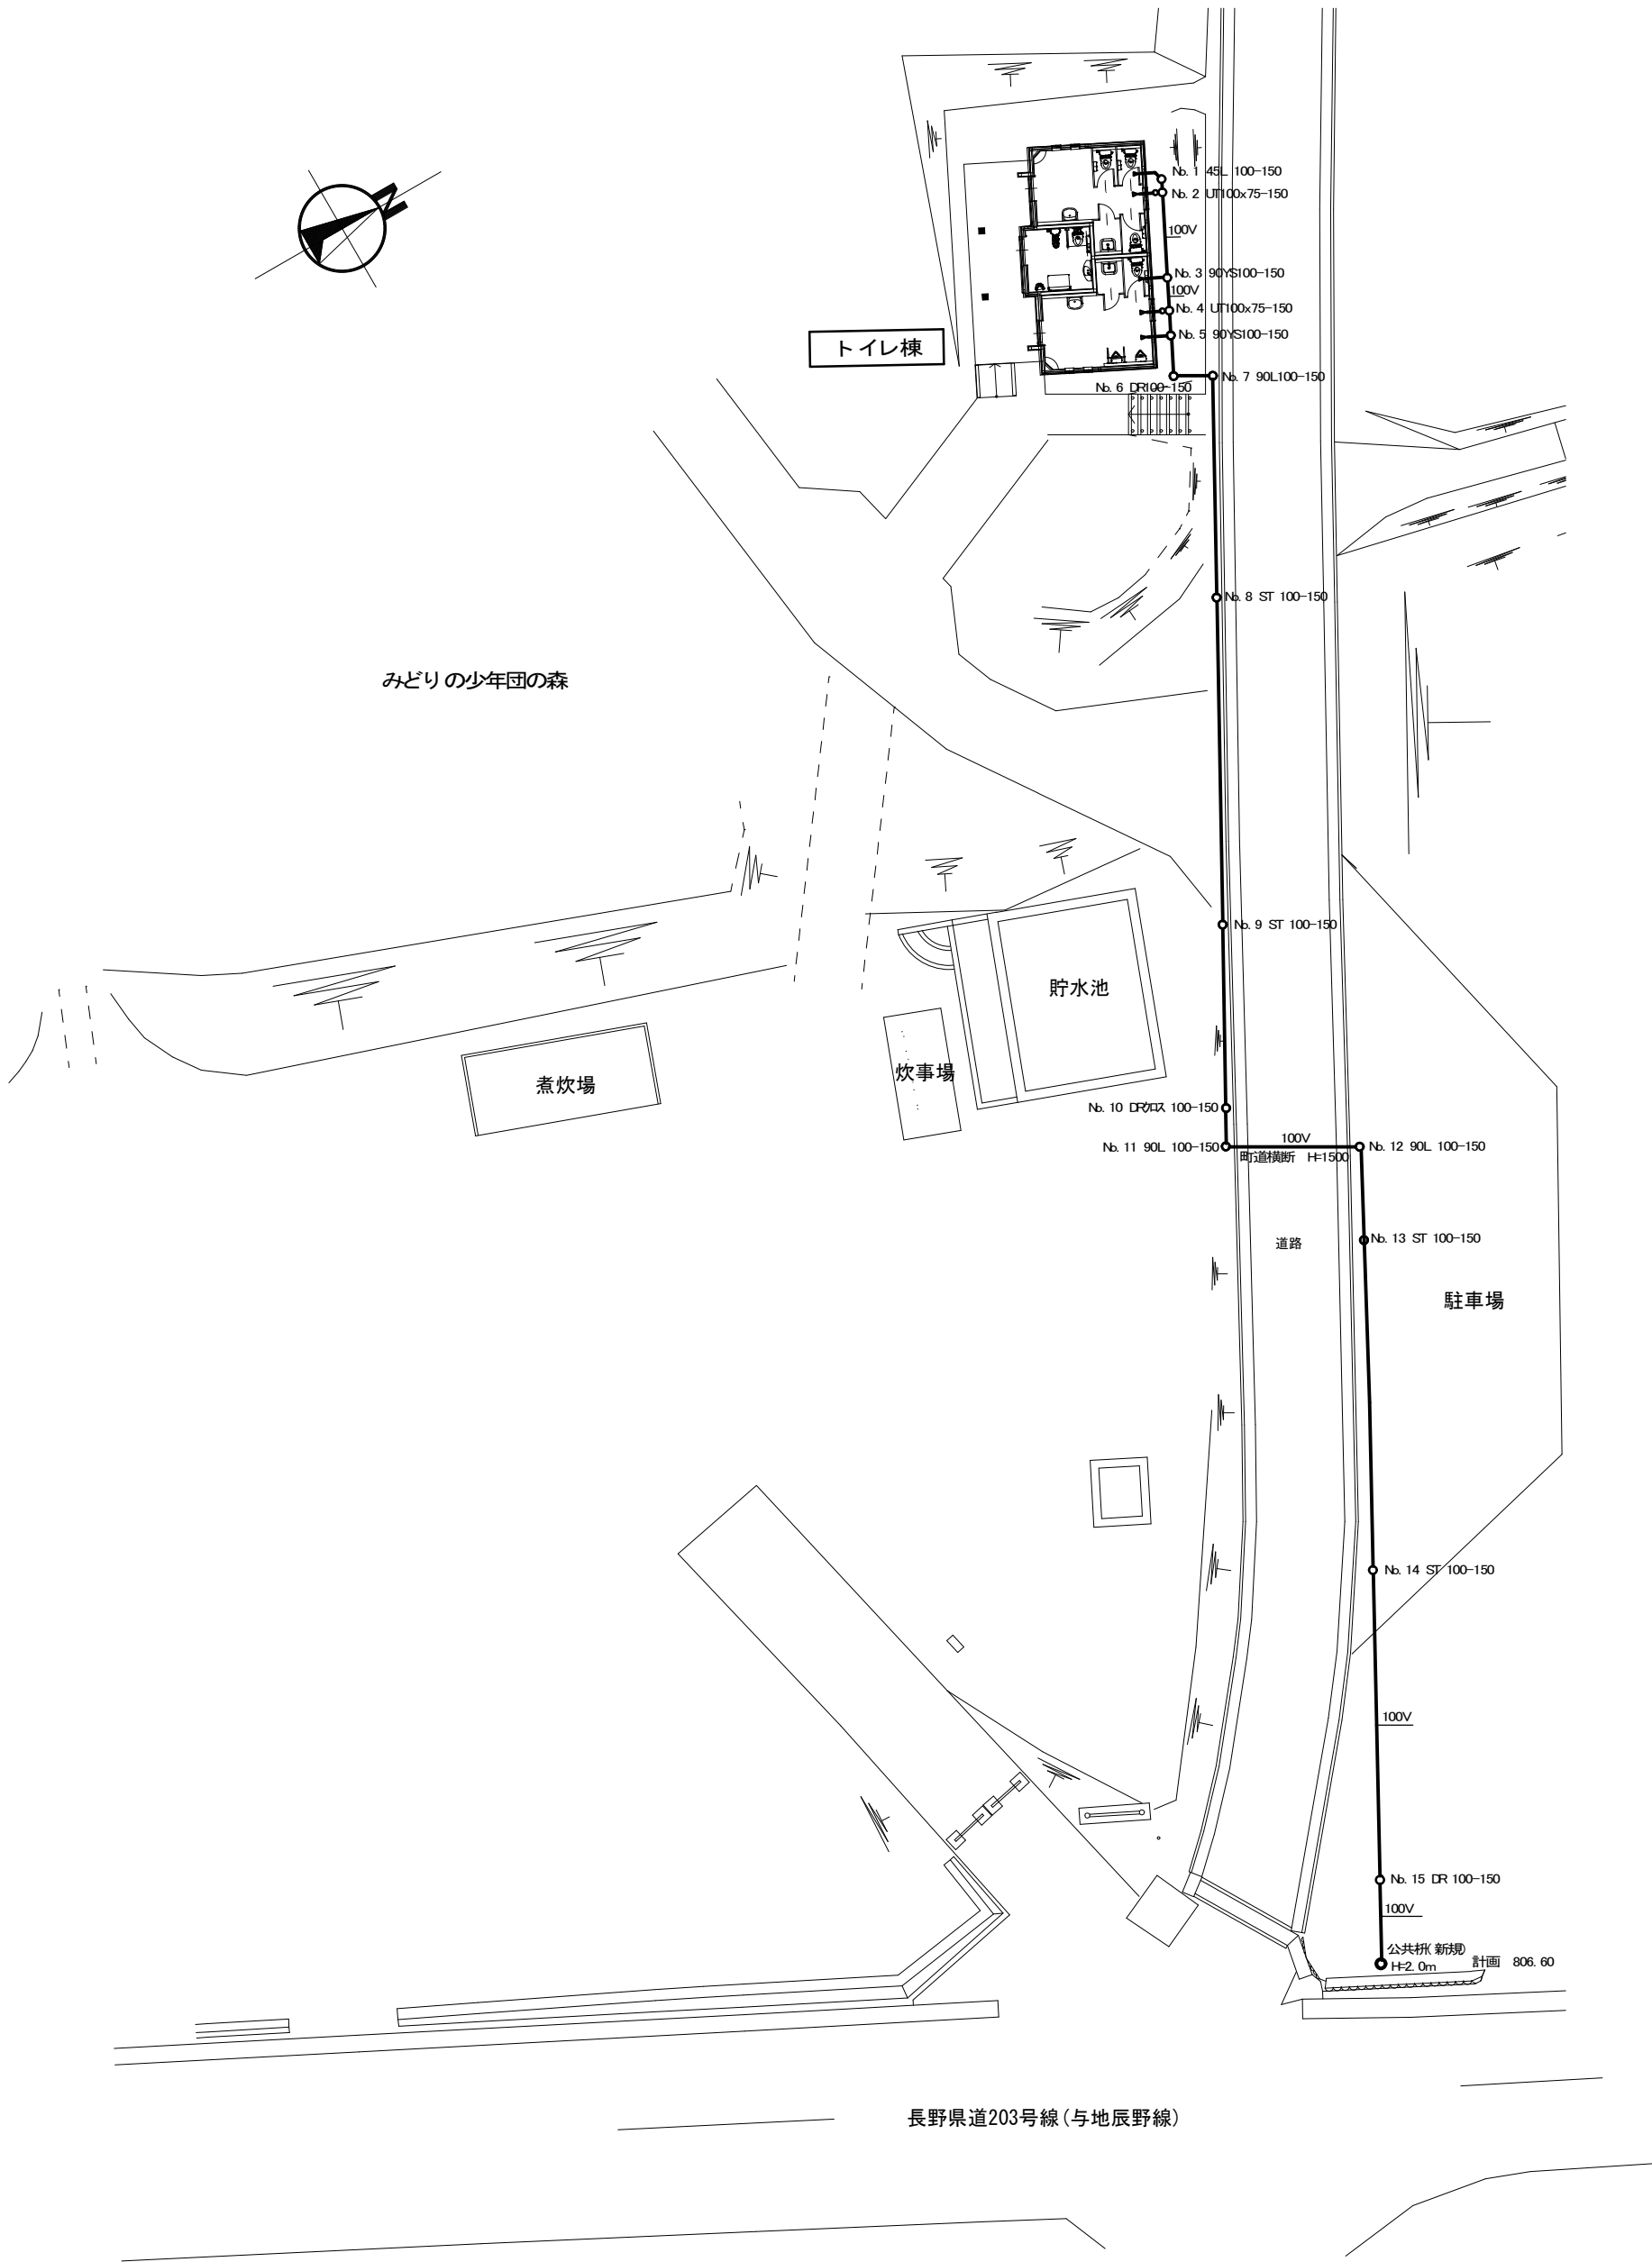 N
No. 1 45L 100-150
No. 2 UT100x75-150
100V
No. 3 90YS100-150
100V
No. 4 UT100x75-150
No. 5 90YS100-150
トイレ棟
No. 6 DR100-150
No. 7 90L100-150
No. 8 ST 100-150
みどりの少年団の森
No. 9 ST 100-150
貯水池
炊事場
煮炊場
No. 10 DRクロス 100-150
No. 11 90L 100-150
100V
町道横断 H=1500
No. 12 90L 100-150
No. 13 ST 100-150
道路
駐車場
No. 14 ST 100-150
100V
No. 15 DR 100-150
100V
公共枡(新規)
H=2.0m
計画 806.60
長野県道203号線(与地辰野線)